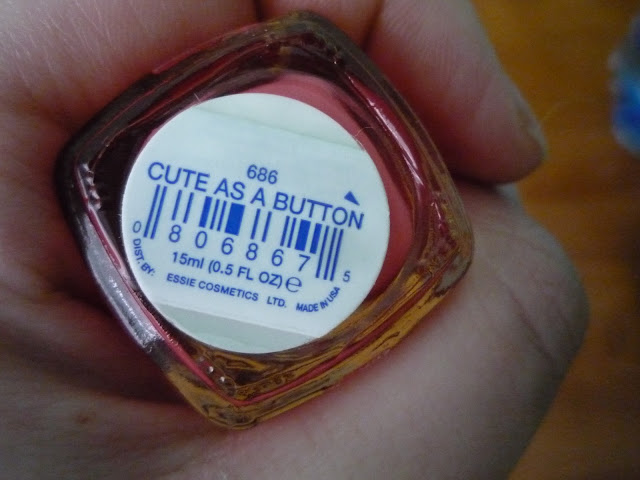 686
CUTE AS A BUTTON
0 806867 5
15ml (0.5 FL OZ) e
DIST. BY: ESSIE COSMETICS LTD. MADE IN USA